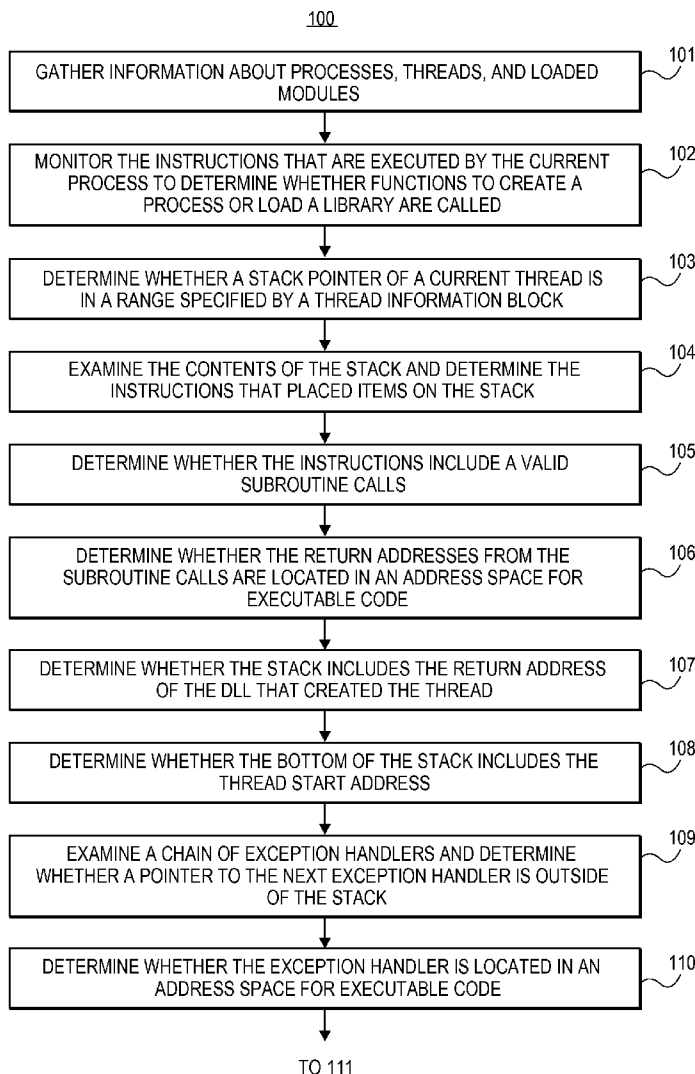 100
GATHER INFORMATION ABOUT PROCESSES, THREADS, AND LOADED
MODULES
101
MONITOR THE INSTRUCTIONS THAT ARE EXECUTED BY THE CURRENT
PROCESS TO DETERMINE WHETHER FUNCTIONS TO CREATE A
PROCESS OR LOAD A LIBRARY ARE CALLED
102
DETERMINE WHETHER A STACK POINTER OF A CURRENT THREAD IS
IN A RANGE SPECIFIED BY A THREAD INFORMATION BLOCK
103
EXAMINE THE CONTENTS OF THE STACK AND DETERMINE THE
INSTRUCTIONS THAT PLACED ITEMS ON THE STACK
104
DETERMINE WHETHER THE INSTRUCTIONS INCLUDE A VALID
SUBROUTINE CALLS
105
DETERMINE WHETHER THE RETURN ADDRESSES FROM THE
SUBROUTINE CALLS ARE LOCATED IN AN ADDRESS SPACE FOR
EXECUTABLE CODE
106
DETERMINE WHETHER THE STACK INCLUDES THE RETURN ADDRESS
OF THE DLL THAT CREATED THE THREAD
107
DETERMINE WHETHER THE BOTTOM OF THE STACK INCLUDES THE
THREAD START ADDRESS
108
EXAMINE A CHAIN OF EXCEPTION HANDLERS AND DETERMINE
WHETHER A POINTER TO THE NEXT EXCEPTION HANDLER IS OUTSIDE
OF THE STACK
109
DETERMINE WHETHER THE EXCEPTION HANDLER IS LOCATED IN AN
ADDRESS SPACE FOR EXECUTABLE CODE
110
TO 111